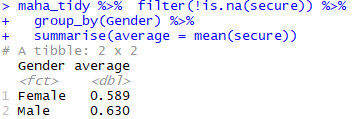 > maha_tidy %>%  filter(!is.na(secure)) %>%
+   group_by(Gender) %>%
+   summarise(average = mean(secure))
# A tibble: 2 x 2
  Gender average
  <fct>    <dbl>
1 Female   0.589
2 Male     0.630